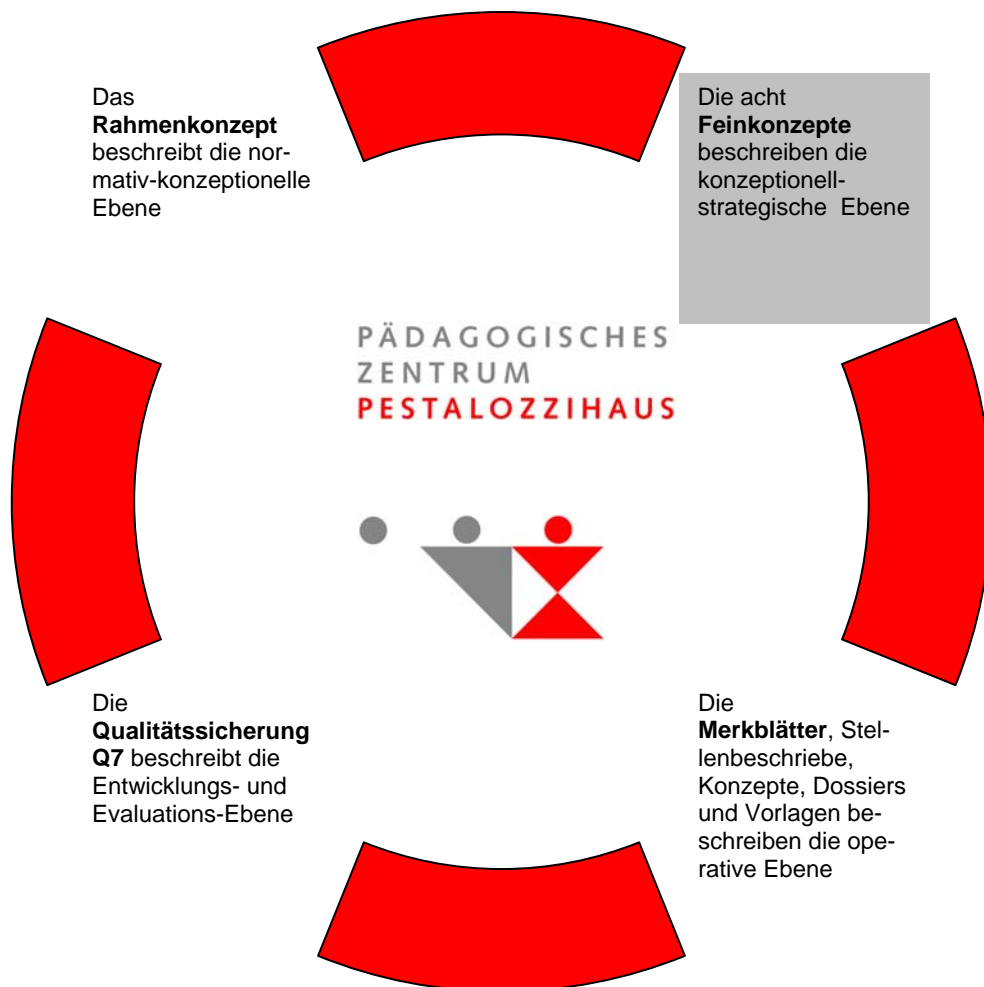 Das
Rahmenkonzept
beschreibt die nor-
mativ-konzeptionelle
Ebene
Die acht
Feinkonzepte
beschreiben die
konzeptionell-
strategische Ebene
PÄDAGOGISCHES
ZENTRUM
PESTALOZZIHAUS
Die
Qualitätssicherung
Q7 beschreibt die
Entwicklungs- und
Evaluations-Ebene
Die
Merkblätter, Stel-
lenbeschriebe,
Konzepte, Dossiers
und Vorlagen be-
schreiben die ope-
rative Ebene